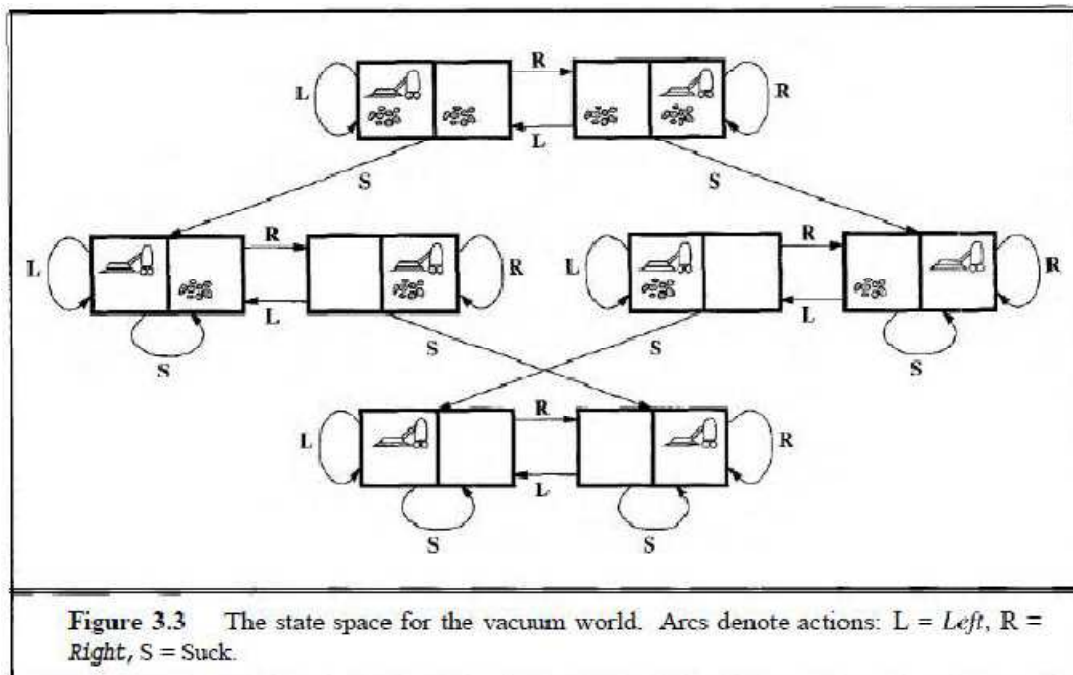 R
L
R
L
S
S
R
R
L
R
L
R
L
L
S
S
S
S
R
L
R
L
S
S
Figure 3.3 The state space for the vacuum world. Arcs denote actions: L = Left, R =
Right, S = Suck.